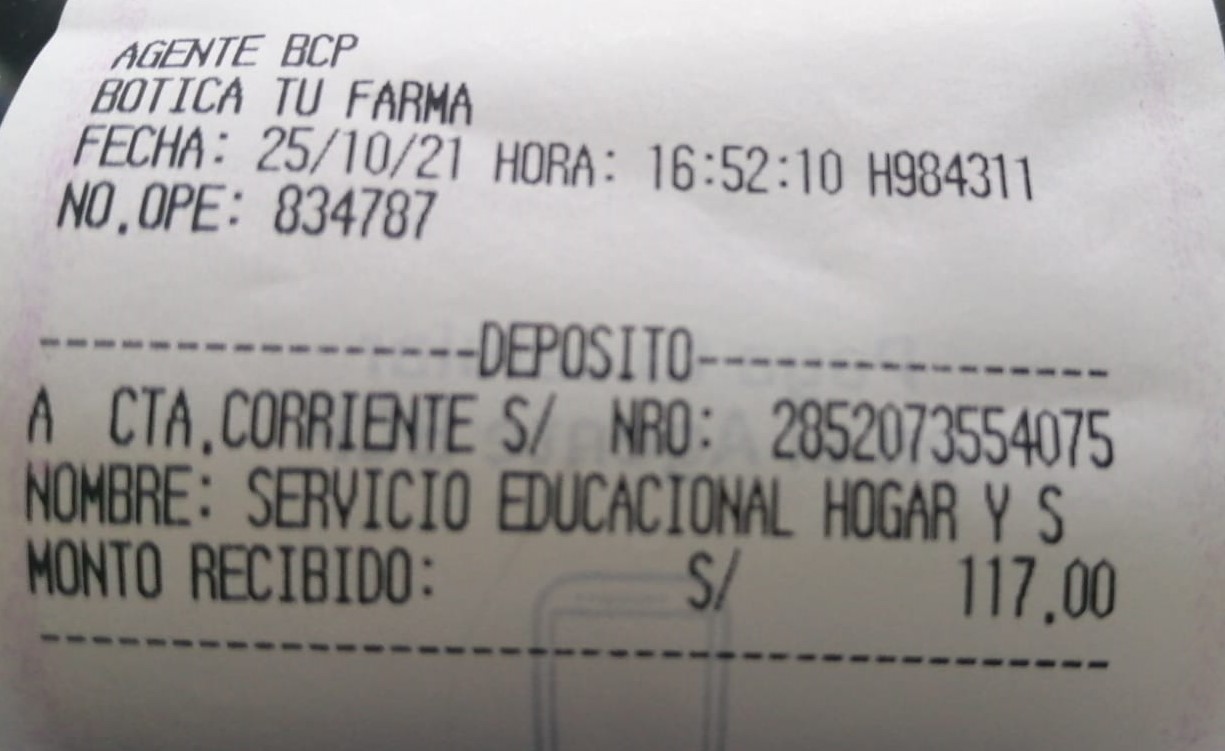 AGENTE BCP
BOTICA TU FARMA
FECHA: 25/10/21 HORA: 16:52:10 H984311
NO.OPE: 834787
----------------DEPOSITO----------------
A CTA.CORRIENTE S/ NRO: 2852073554075
NOMBRE: SERVICIO EDUCACIONAL HOGAR Y S
MONTO RECIBIDO: S/ 117.00
----------------------------------------